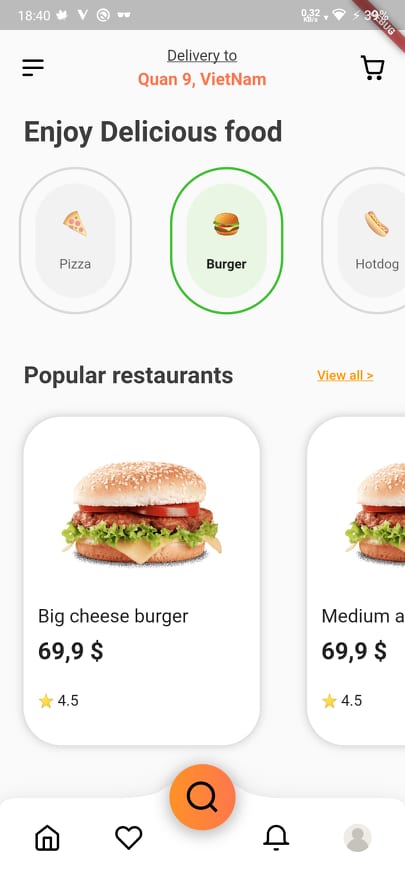 18:40 0,32 KB/s 39%
Delivery to
Quan 9, VietNam
Enjoy Delicious food
Pizza Burger Hotdog
Popular restaurants View all >
Big cheese burger Medium a
69,9 $ 69,9 $
4.5 4.5